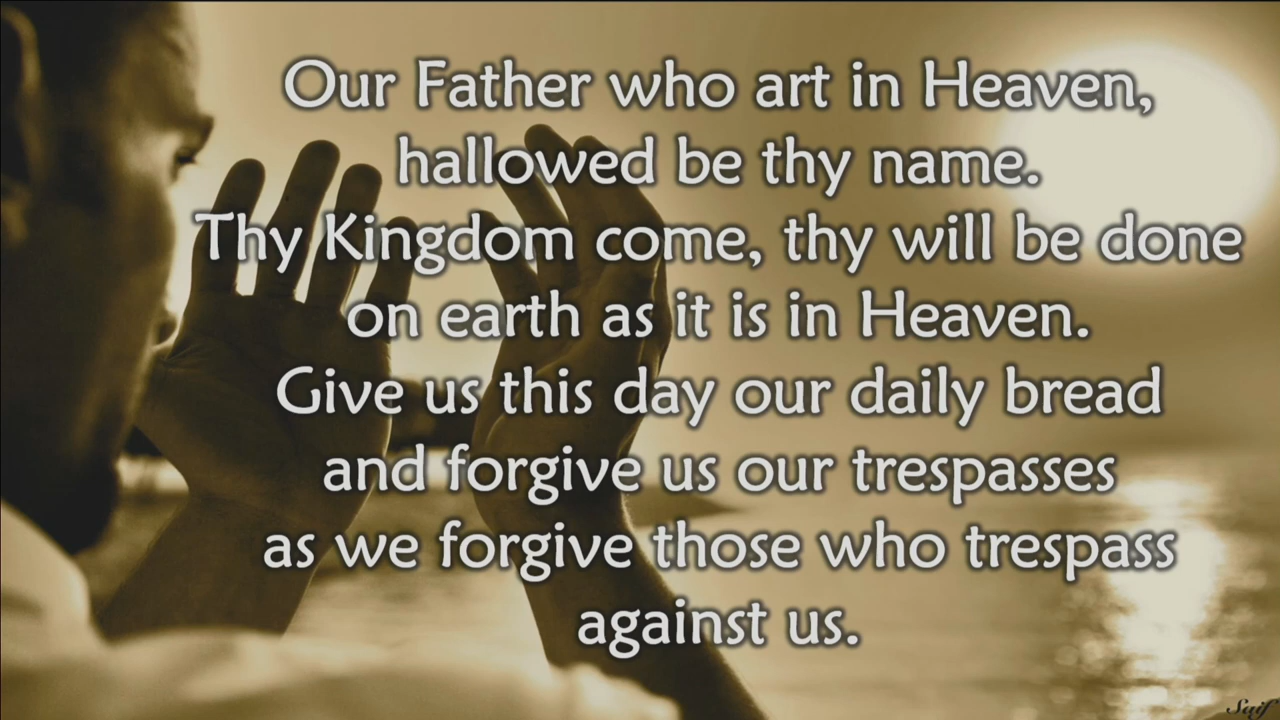 Our Father who art in Heaven,
hallowed be thy name.
Thy Kingdom come, thy will be done
on earth as it is in Heaven.
Give us this day our daily bread
and forgive us our trespasses
as we forgive those who trespass
against us.
Saif